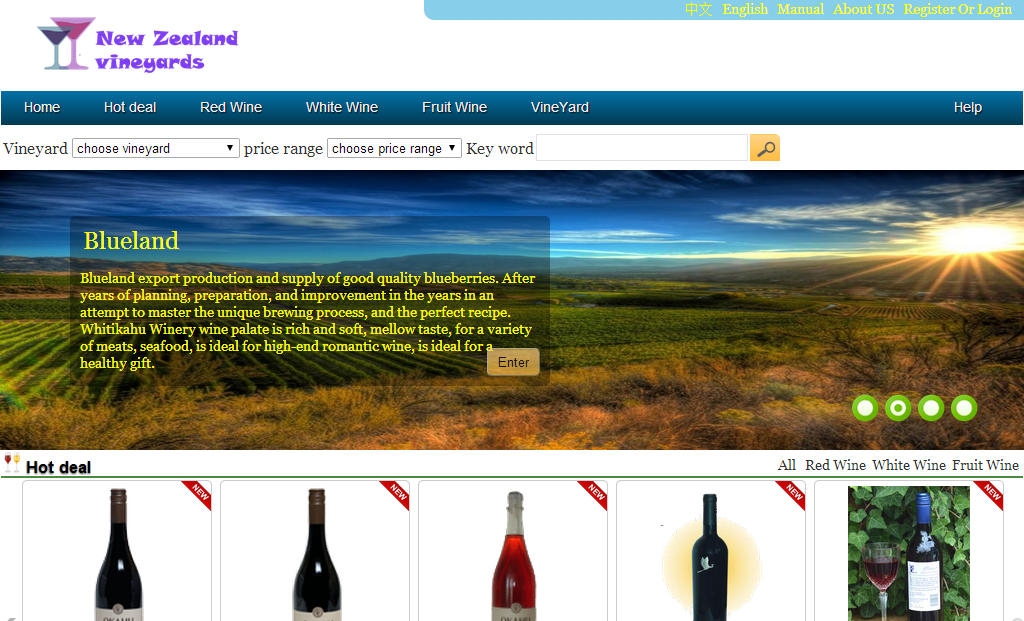 中文 English Manual About US Register Or Login
New Zealand
vineyards
Home Hot deal Red Wine White Wine Fruit Wine VineYard Help
Vineyard choose vineyard price range choose price range Key word
Blueland
Blueland export production and supply of good quality blueberries. After
years of planning, preparation, and improvement in the years in an
attempt to master the unique brewing process, and the perfect recipe.
Whitikahu Winery wine palate is rich and soft, mellow taste, for a variety
of meats, seafood, is ideal for high-end romantic wine, is ideal for a
healthy gift.
Enter
Hot deal All Red Wine White Wine Fruit Wine
NEW NEW NEW NEW NEW